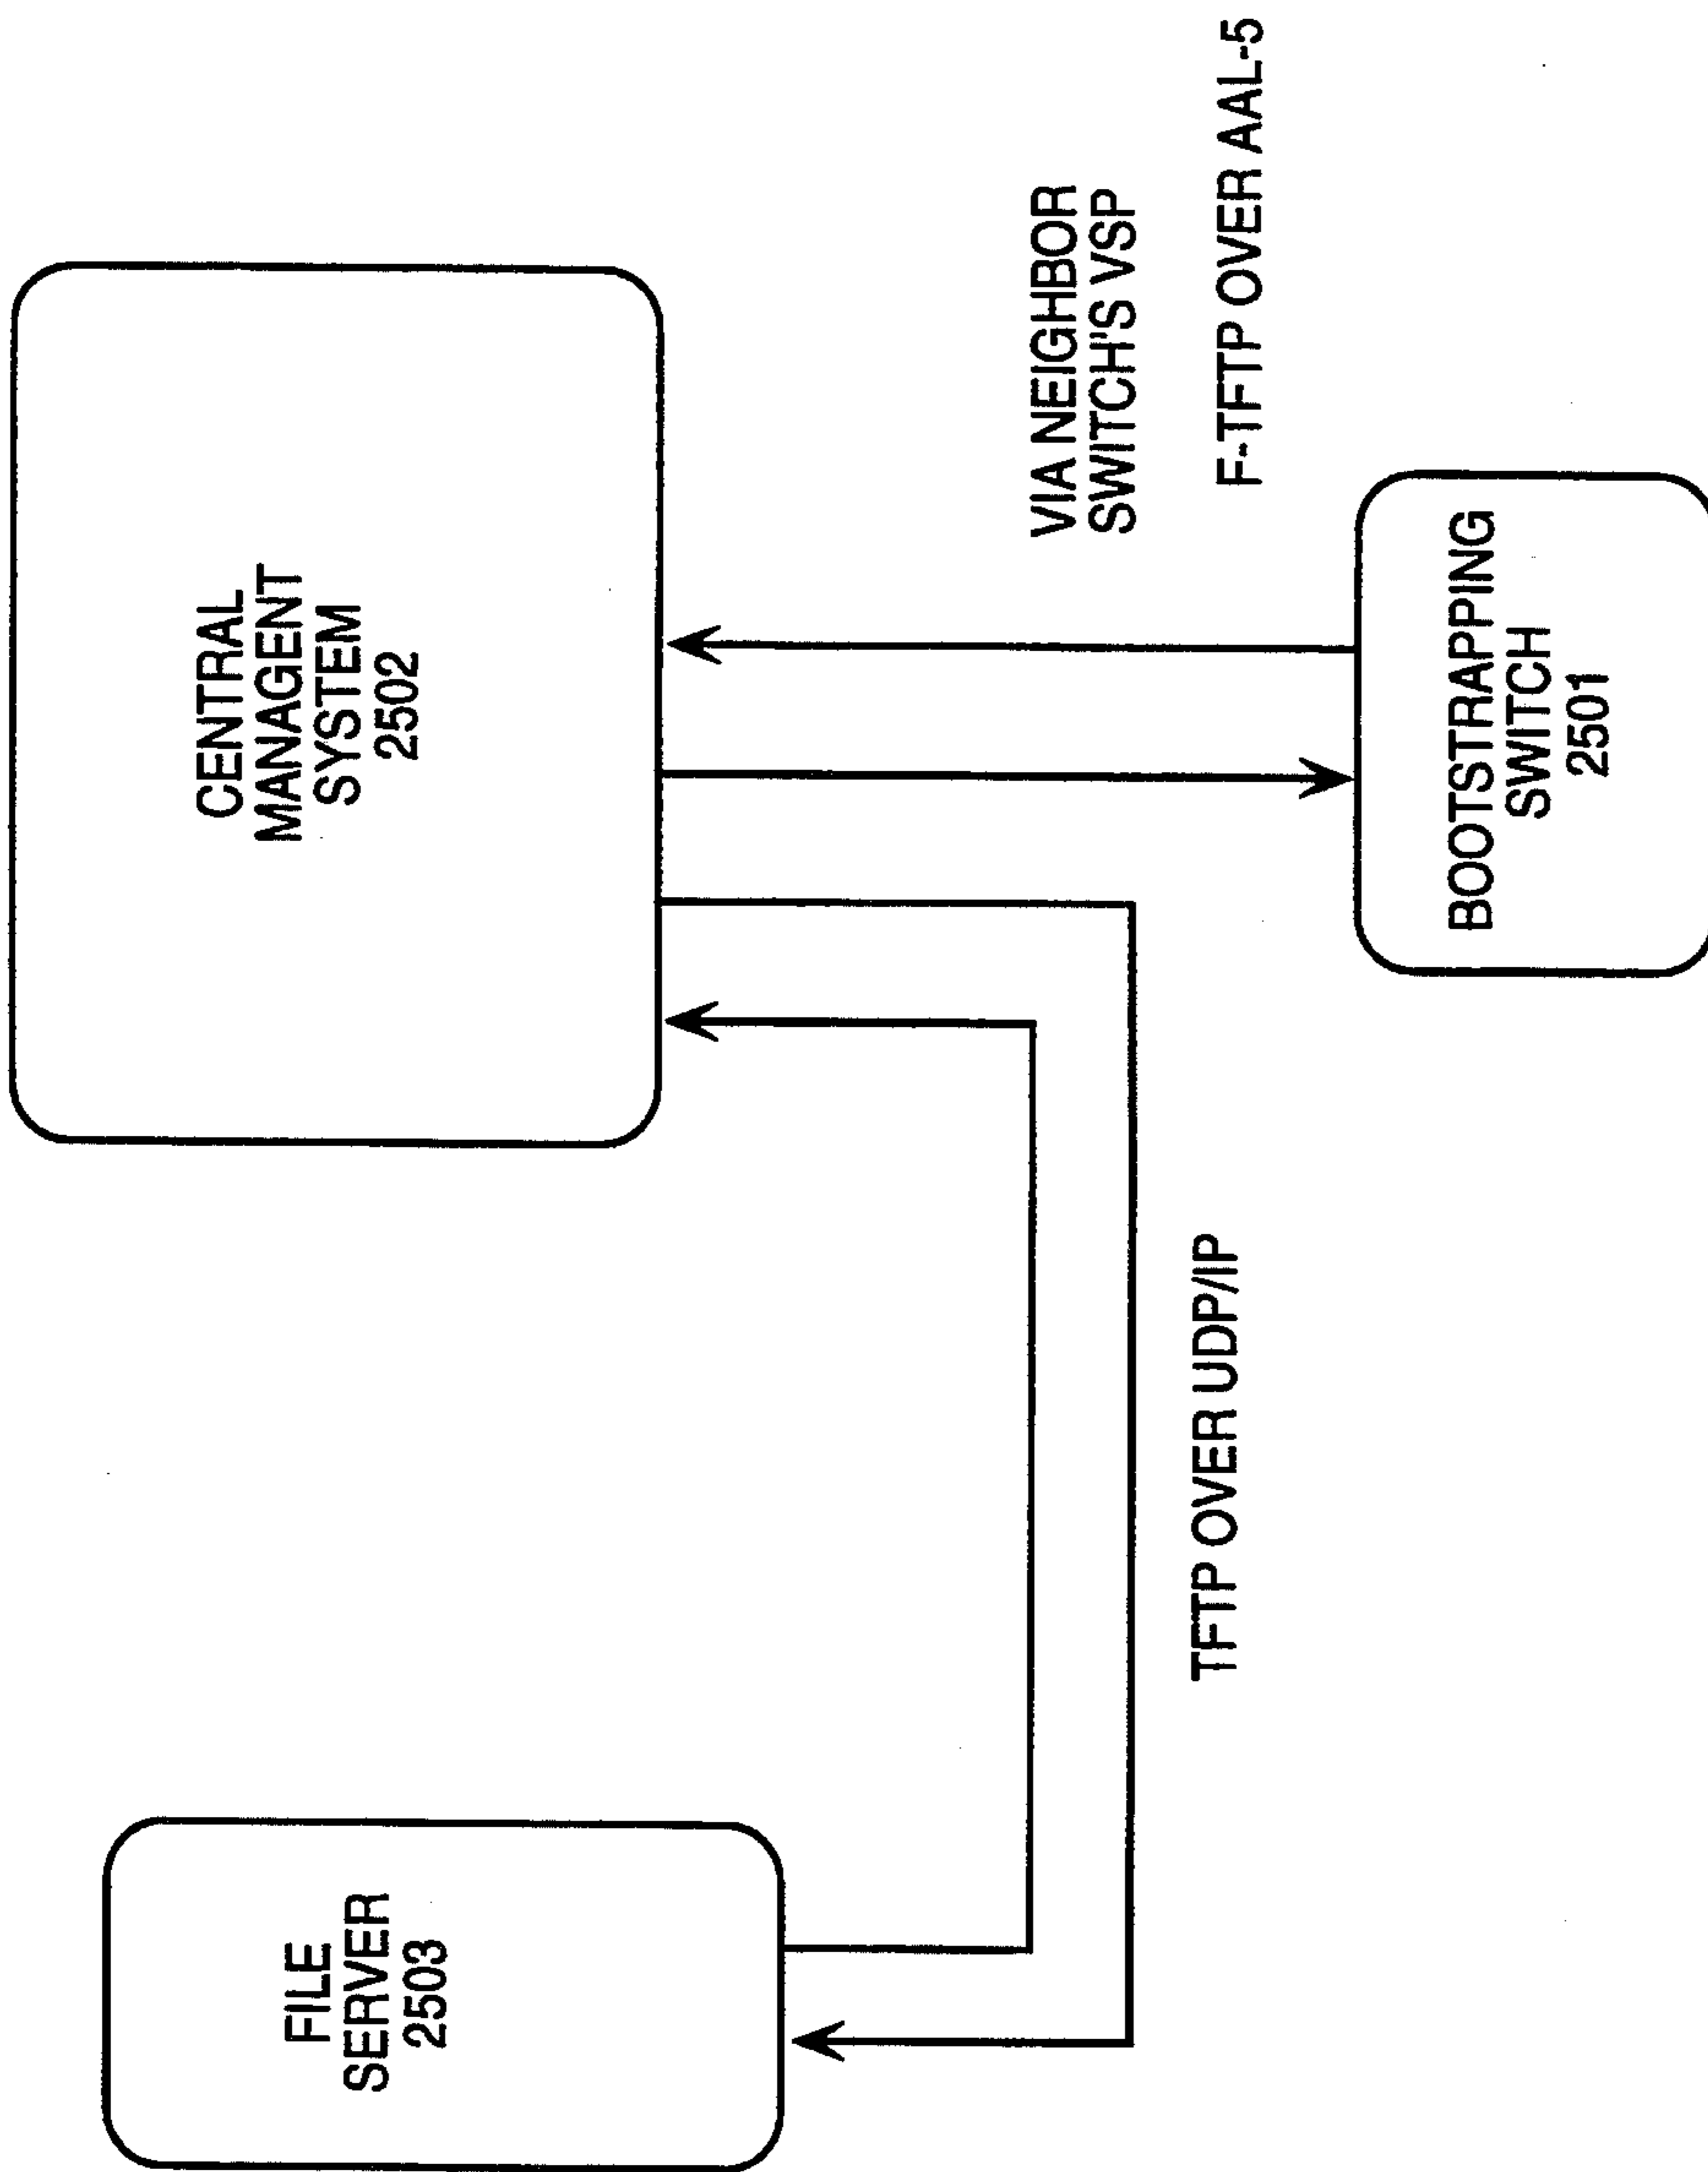 FILE
SERVER
2503
CENTRAL
MANAGENT
SYSTEM
2502
TFTP OVER UDP/IP
VIA NEIGHBOR
SWITCH'S VSP
F-TFTP OVER AAL-5
BOOTSTRAPPING
SWITCH
2501